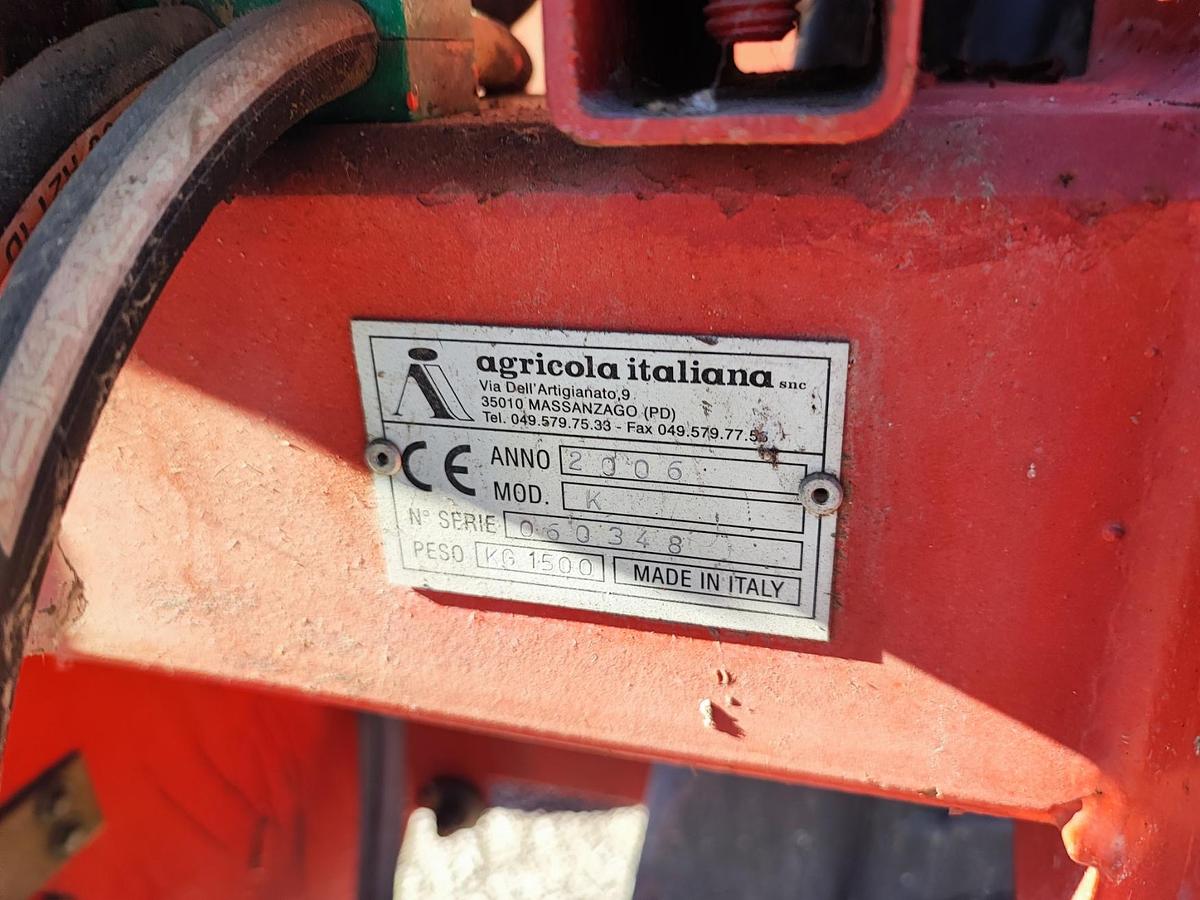 agricola italiana snc
Via Dell'Artigianato,9
35010 MASSANZAGO (PD)
Tel. 049.579.75.33 - Fax 049.579.77.55
CE
ANNO 2006
MOD. K
N° SERIE 060348
PESO KG 1500 MADE IN ITALY